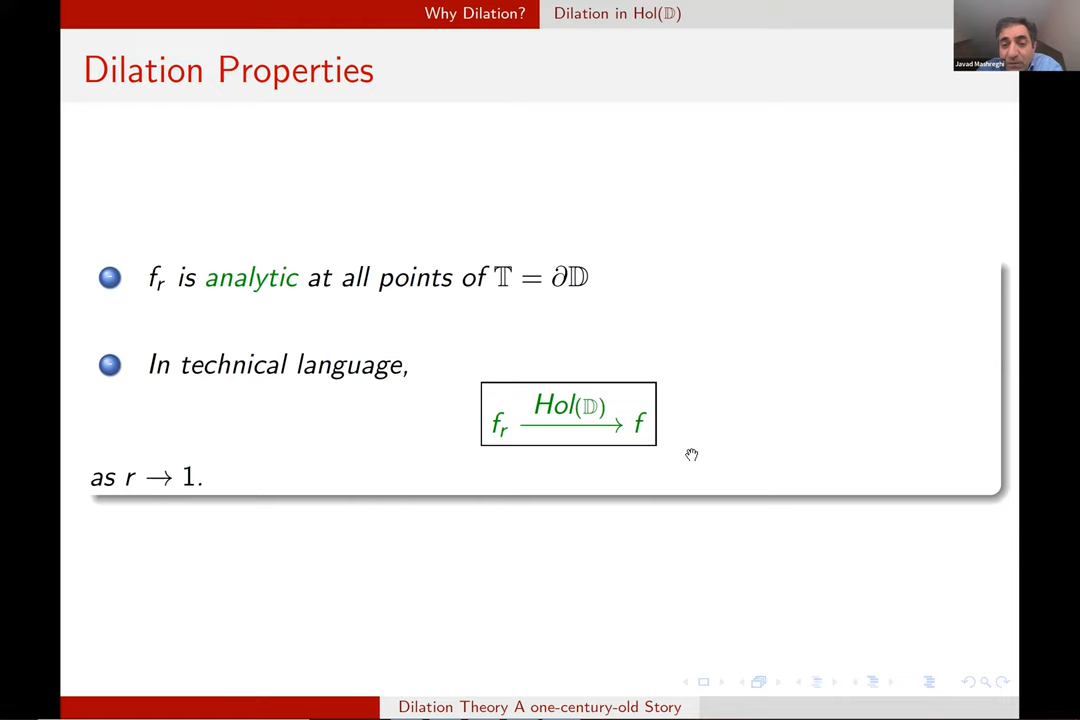 Why Dilation? Dilation in Hol(𝔻)
Javad Mashreghi
Dilation Properties
f_r is analytic at all points of 𝕋 = ∂𝔻
In technical language,
f_r \xrightarrow{Hol(𝔻)} f
as r → 1.
Dilation Theory A one-century-old Story